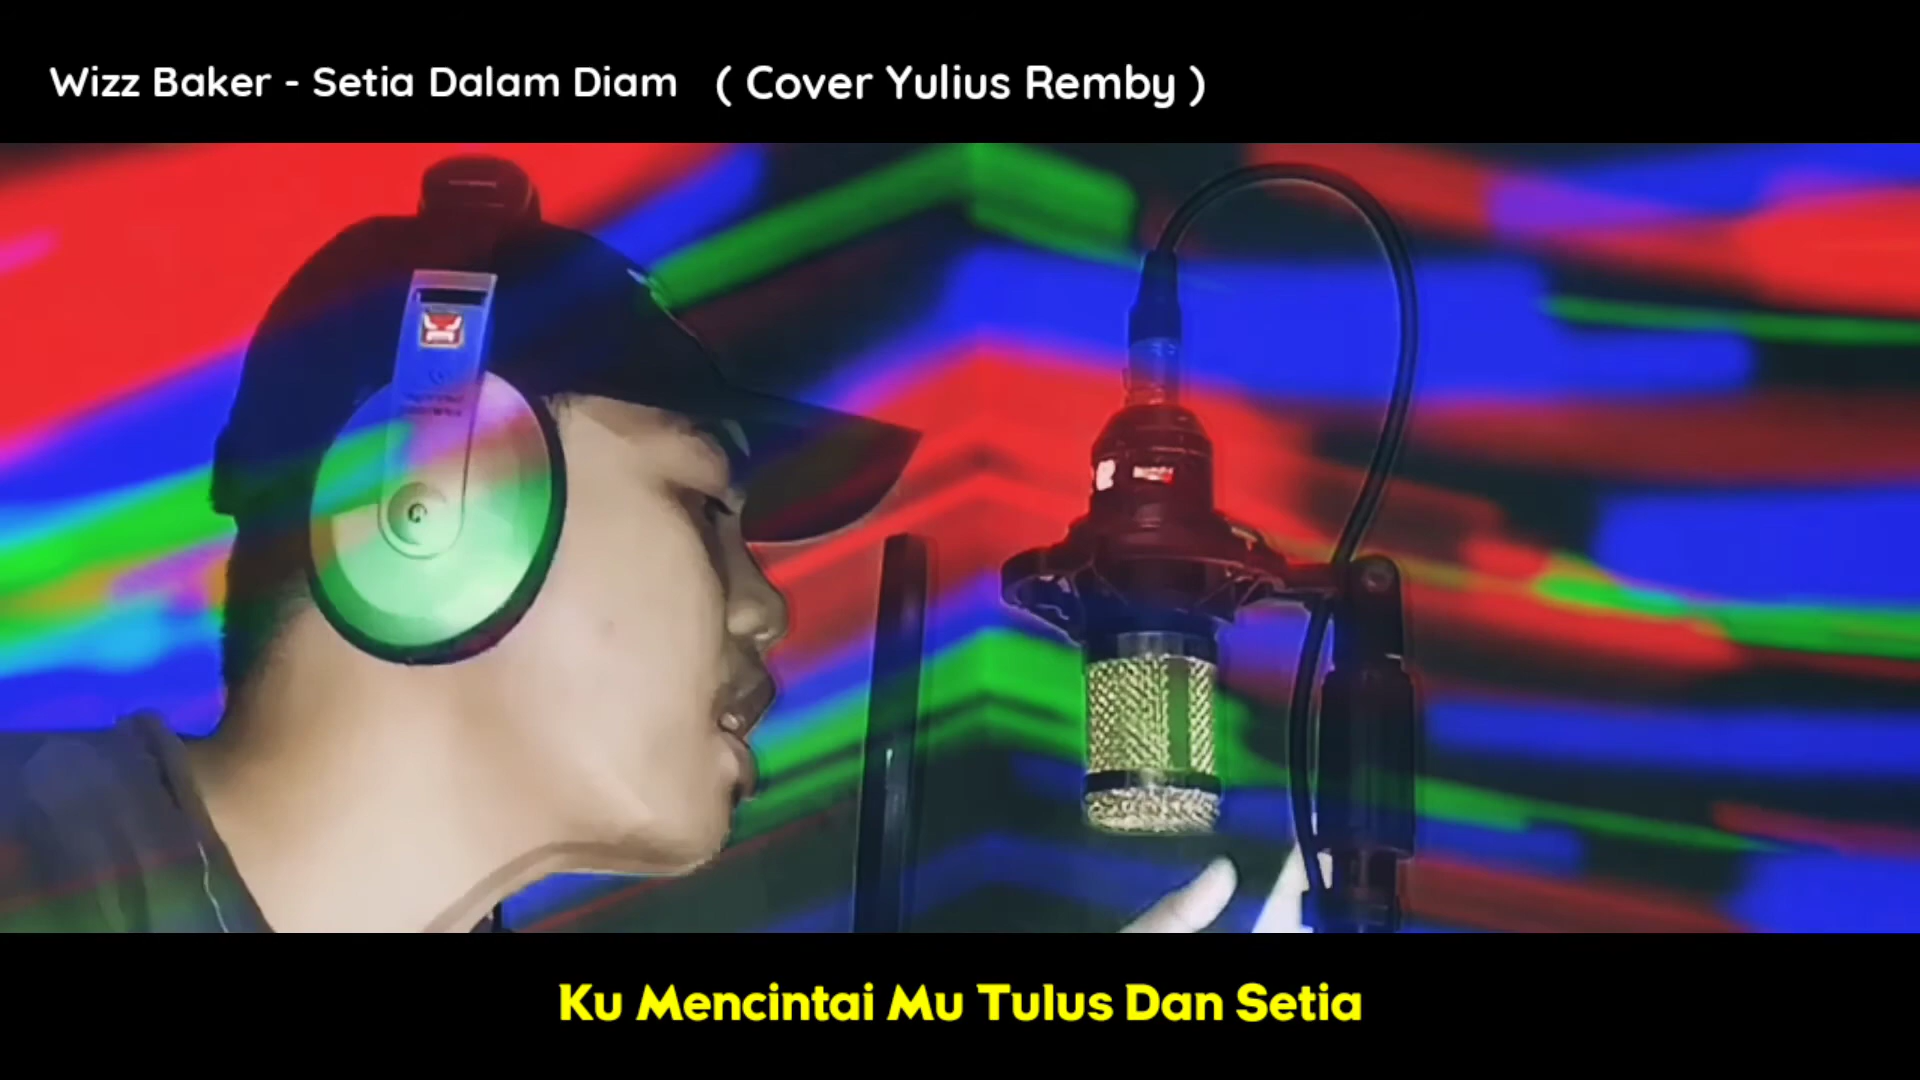 Wizz Baker - Setia Dalam Diam ( Cover Yulius Remby )
Ku Mencintai Mu Tulus Dan Setia